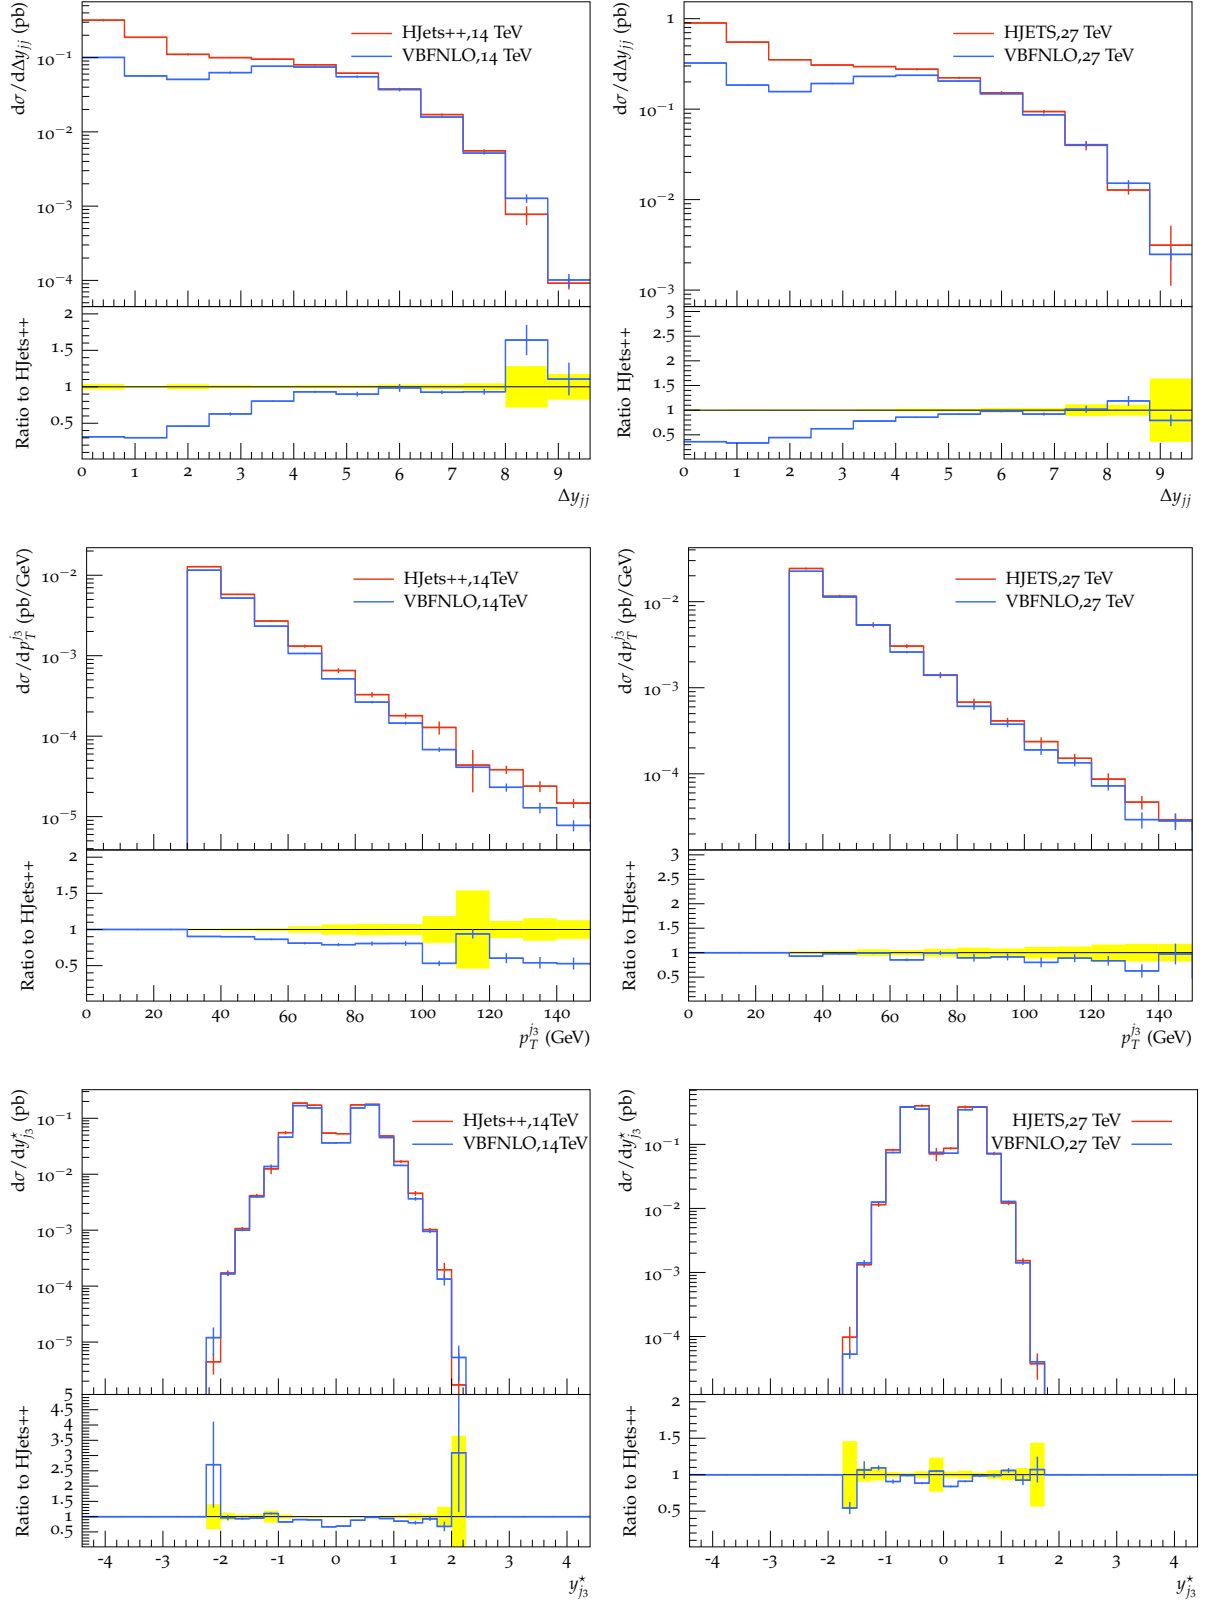 HJets++,14 TeV
VBFNLO,14 TeV
10⁻¹
10⁻²
10⁻³
10⁻⁴
dσ/dΔy_jj (pb)
0.5
1
1.5
2
Ratio to HJets++
0 1 2 3 4 5 6 7 8 9
Δy_jj
HJETS,27 TeV
VBFNLO,27 TeV
1
10⁻¹
10⁻²
10⁻³
dσ/dΔy_jj (pb)
0.5
1
1.5
2
2.5
3
Ratio HJets++
0 1 2 3 4 5 6 7 8 9
Δy_jj
HJets++,14TeV
VBFNLO,14TeV
10⁻²
10⁻³
10⁻⁴
10⁻⁵
dσ/dp_T^{j3} (pb/GeV)
0.5
1
1.5
2
Ratio to HJets++
0 20 40 60 80 100 120 140
p_T^{j3} (GeV)
HJETS,27 TeV
VBFNLO,27 TeV
10⁻²
10⁻³
10⁻⁴
dσ/dp_T^{j3} (pb/GeV)
0.5
1
1.5
2
2.5
3
Ratio to HJets++
0 20 40 60 80 100 120 140
p_T^{j3} (GeV)
HJets++,14TeV
VBFNLO,14TeV
10⁻¹
10⁻²
10⁻³
10⁻⁴
10⁻⁵
dσ/dy*_{j3} (pb)
0.5
1
1.5
2
2.5
3
3.5
4
4.5
5
Ratio to HJets++
-4 -3 -2 -1 0 1 2 3 4
y*_{j3}
HJETS,27 TeV
VBFNLO,27 TeV
10⁻¹
10⁻²
10⁻³
10⁻⁴
dσ/dy*_{j3} (pb)
0.5
1
1.5
2
Ratio to HJets++
-4 -3 -2 -1 0 1 2 3 4
y*_{j3}